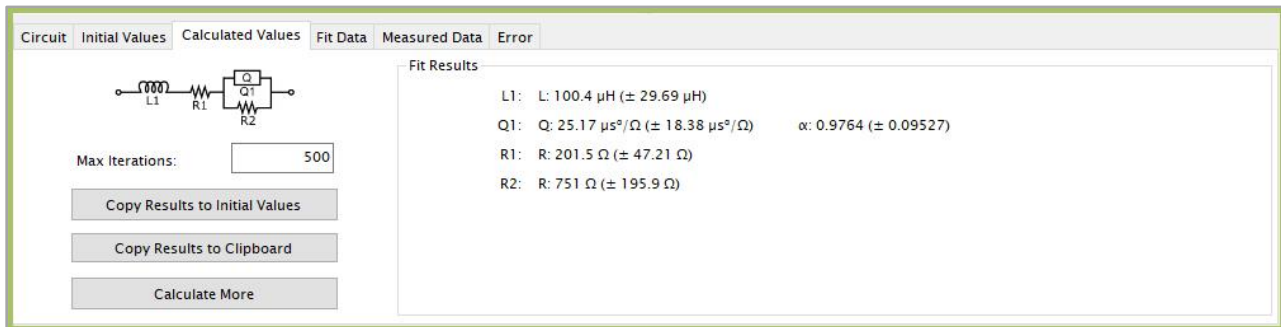 Circuit Initial Values Calculated Values Fit Data Measured Data Error
Q
L1 R1 Q1
R2
Max Iterations: 500
Copy Results to Initial Values
Copy Results to Clipboard
Calculate More
Fit Results
L1: L: 100.4 µH (± 29.69 µH)
Q1: Q: 25.17 µsᵅ/Ω (± 18.38 µsᵅ/Ω) α: 0.9764 (± 0.09527)
R1: R: 201.5 Ω (± 47.21 Ω)
R2: R: 751 Ω (± 195.9 Ω)